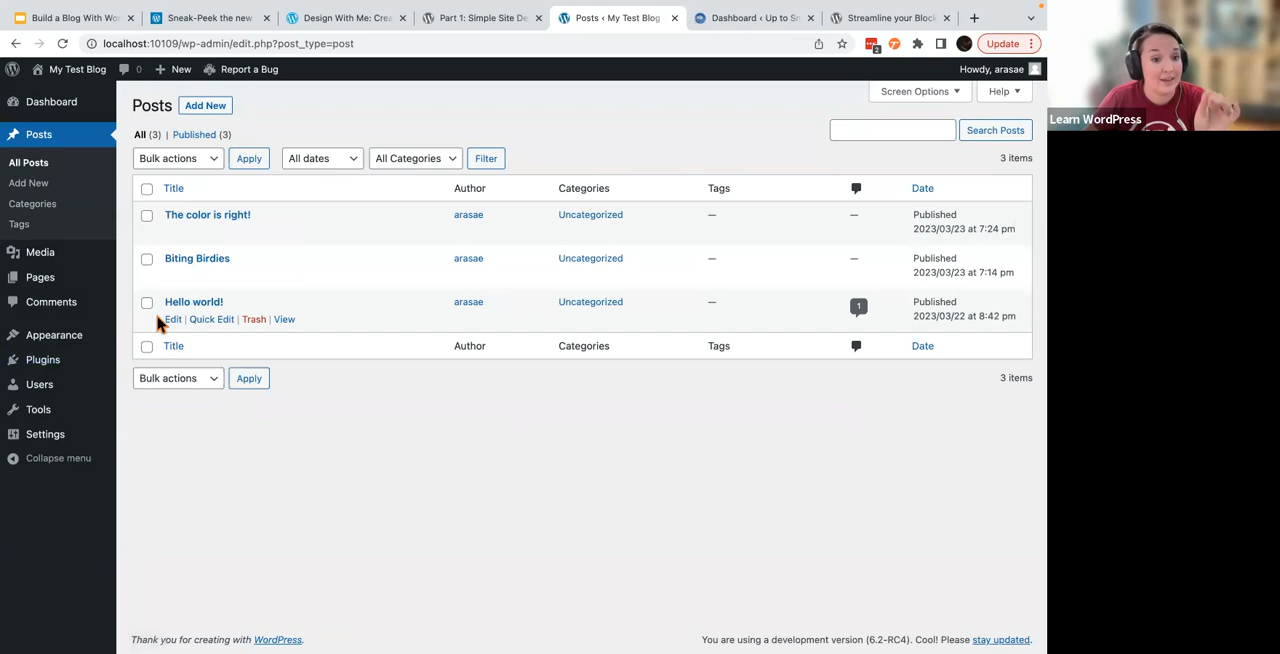 Build a Blog With Wor
Sneak-Peek the new
Design With Me: Crea
Part 1: Simple Site De
Posts ‹ My Test Blog
Dashboard ‹ Up to Sn
Streamline your Block
localhost:10109/wp-admin/edit.php?post_type=post
2
Update
My Test Blog
0
New
Report a Bug
Howdy, arasae
Learn WordPress
Dashboard
Posts
All Posts
Add New
Categories
Tags
Media
Pages
Comments
Appearance
Plugins
Users
Tools
Settings
Collapse menu
Posts Add New
Screen Options
Help
All (3) | Published (3)
Search Posts
Bulk actions Apply All dates All Categories Filter
3 items
Title Author Categories Tags Date
The color is right! arasae Uncategorized — — Published
2023/03/23 at 7:24 pm
Biting Birdies arasae Uncategorized — — Published
2023/03/23 at 7:14 pm
Hello world! arasae Uncategorized — 1 Published
Edit | Quick Edit | Trash | View 2023/03/22 at 8:42 pm
Title Author Categories Tags Date
Bulk actions Apply
3 items
Thank you for creating with WordPress.
You are using a development version (6.2-RC4). Cool! Please stay updated.